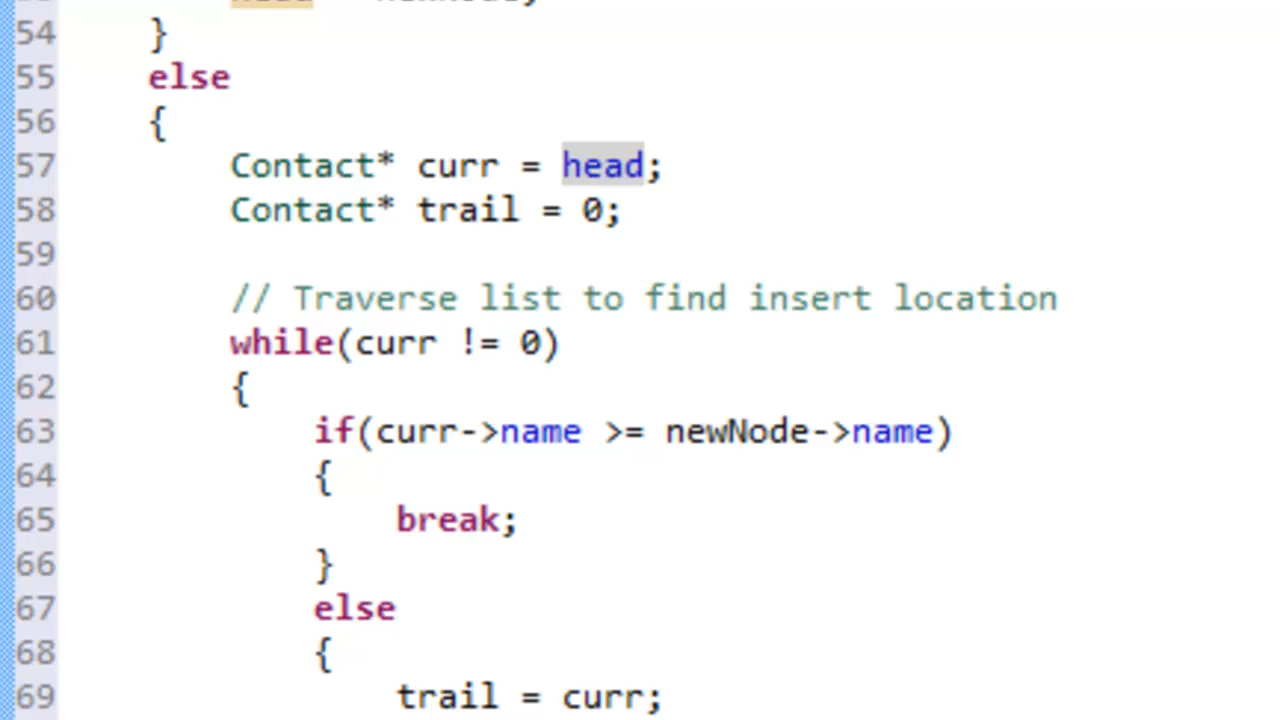 54 }
55 else
56 {
57 Contact* curr = head;
58 Contact* trail = 0;
59
60 // Traverse list to find insert location
61 while(curr != 0)
62 {
63 if(curr->name >= newNode->name)
64 {
65 break;
66 }
67 else
68 {
69 trail = curr;